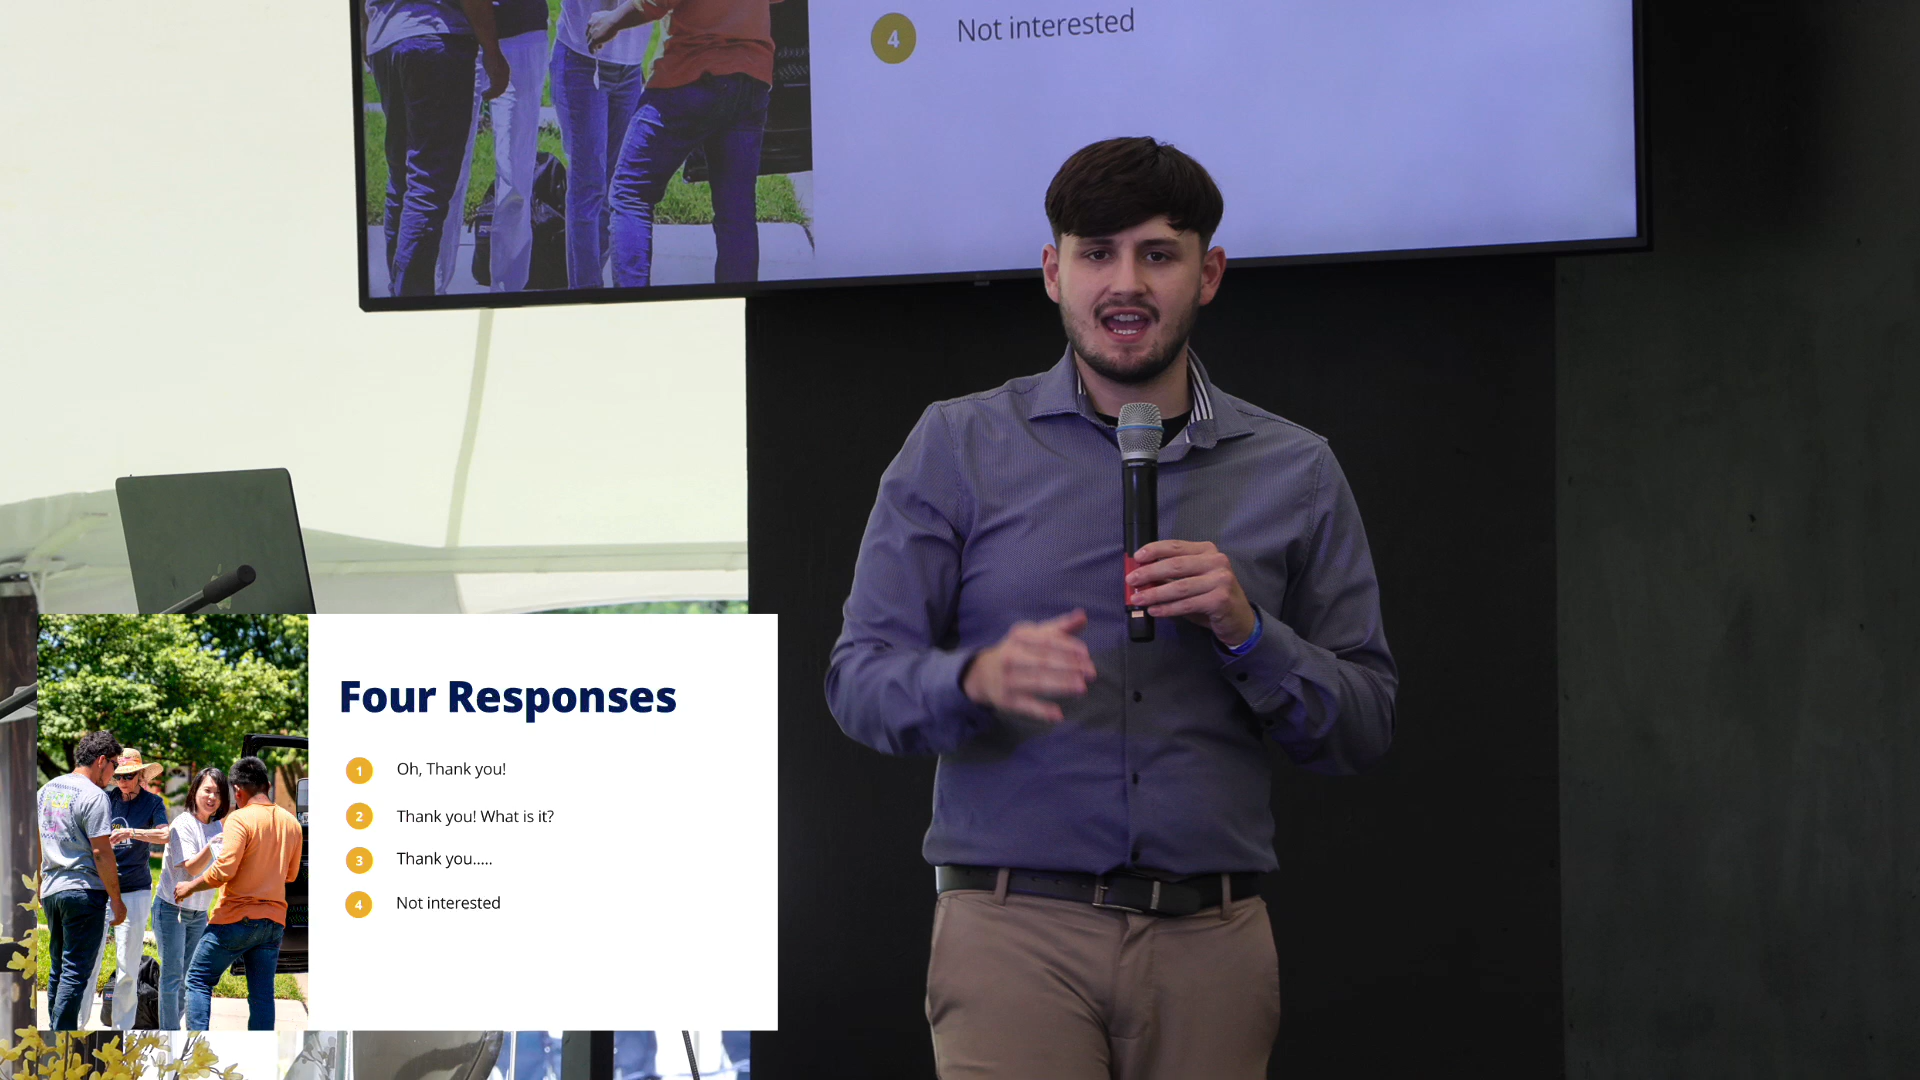 4 Not interested
Four Responses
1 Oh, Thank you!
2 Thank you! What is it?
3 Thank you.....
4 Not interested